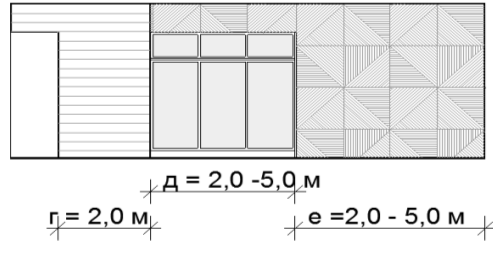 д = 2,0 -5,0 м
г = 2,0 м
е =2,0 - 5,0 м